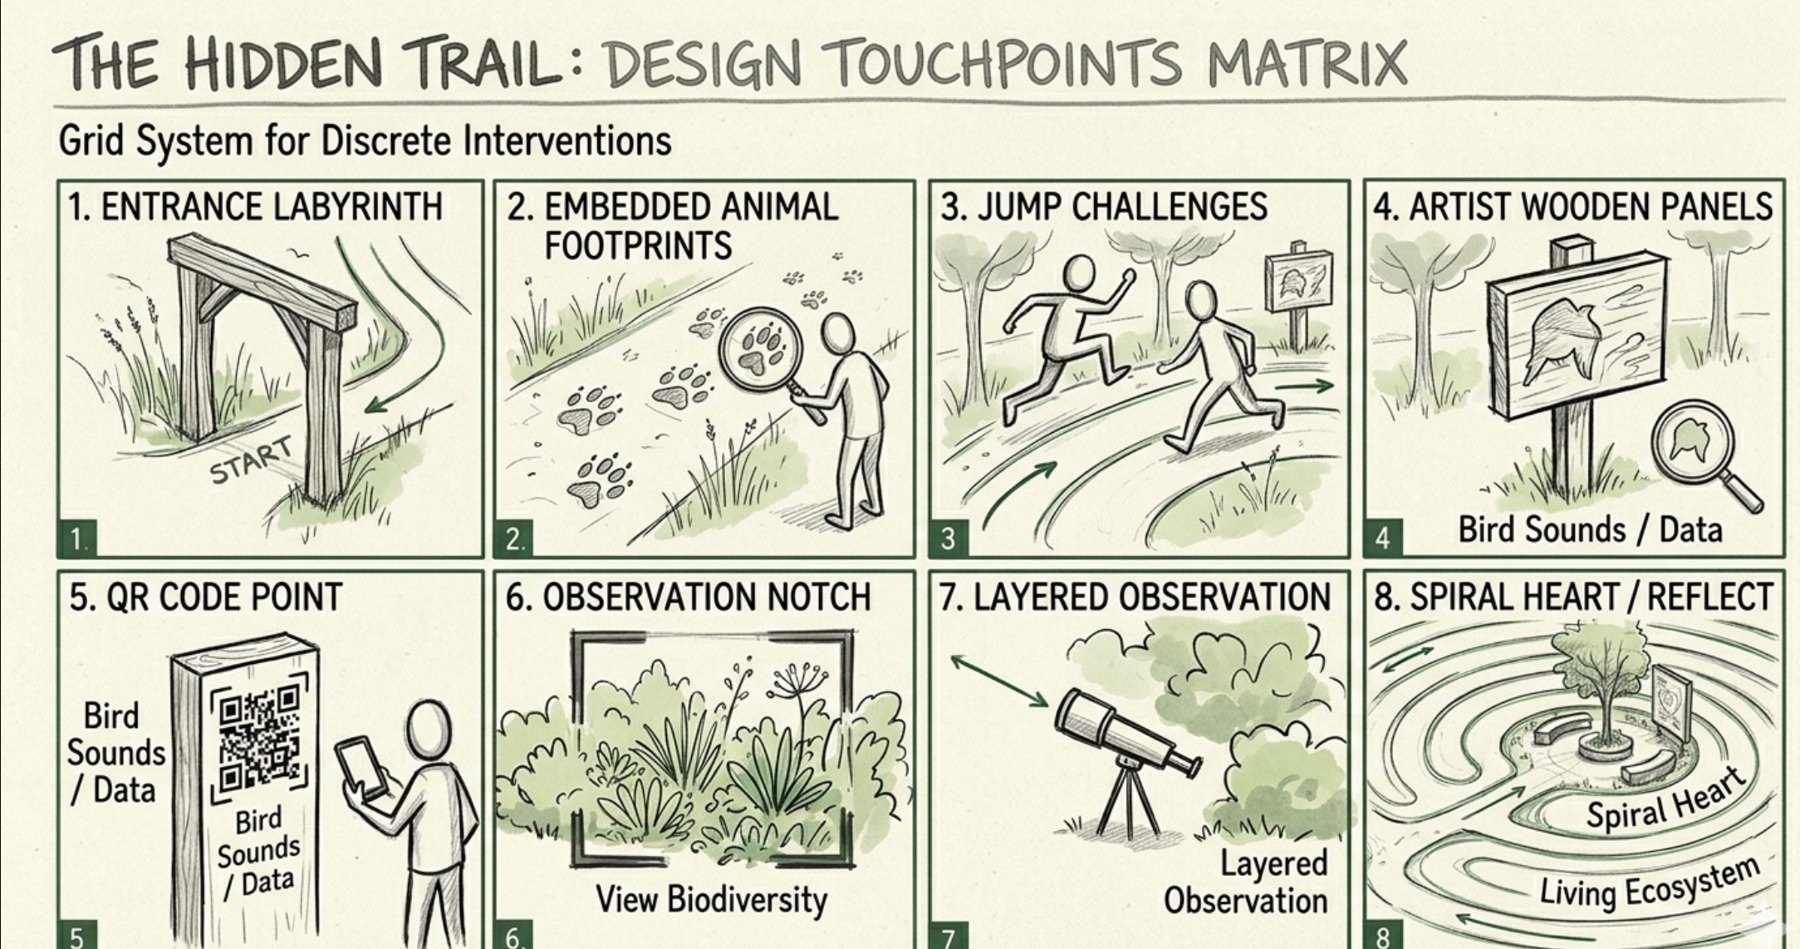 THE HIDDEN TRAIL: DESIGN TOUCHPOINTS MATRIX
Grid System for Discrete Interventions
1. ENTRANCE LABYRINTH
START
1.
2. EMBEDDED ANIMAL
FOOTPRINTS
2.
3. JUMP CHALLENGES
3
4. ARTIST WOODEN PANELS
Bird Sounds / Data
4
5. QR CODE POINT
Bird
Sounds
/ Data
Bird
Sounds
/ Data
5
6. OBSERVATION NOTCH
View Biodiversity
6.
7. LAYERED OBSERVATION
Layered
Observation
7
8. SPIRAL HEART / REFLECT
Spiral Heart
Living Ecosystem
8